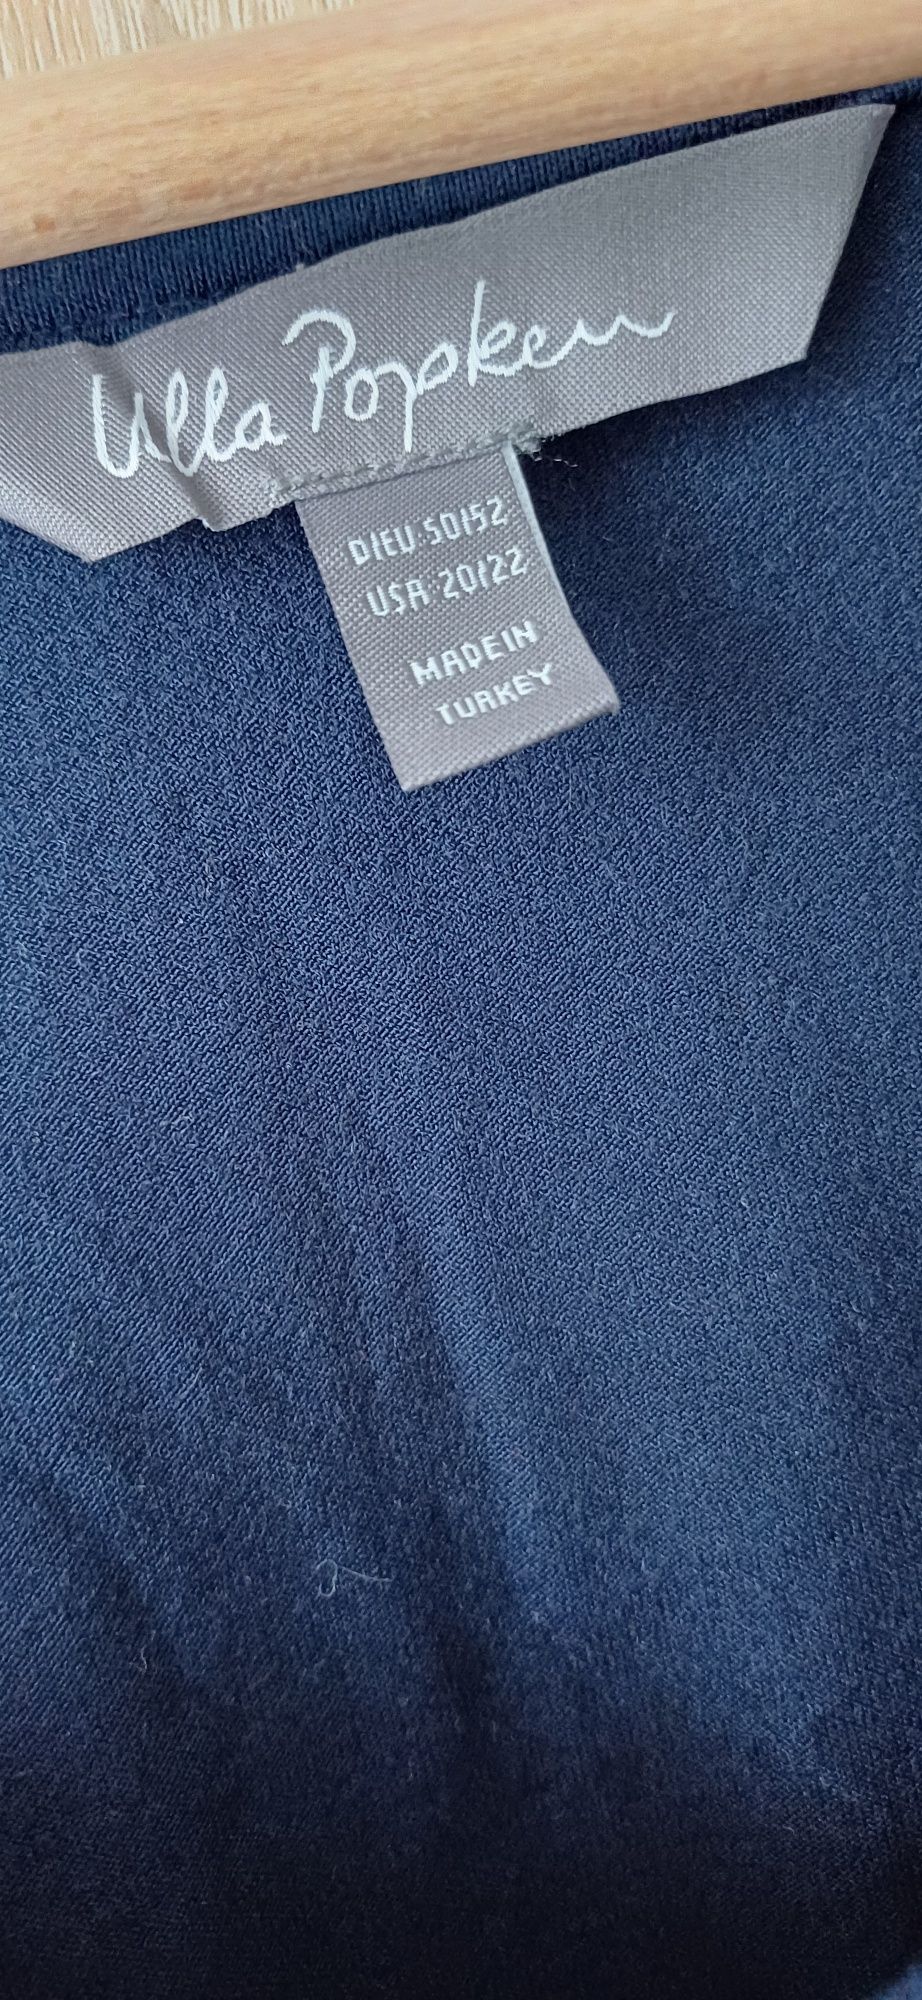 Ulla Popken
D/EU:50/52
USA:20/22
MADE IN
TURKEY